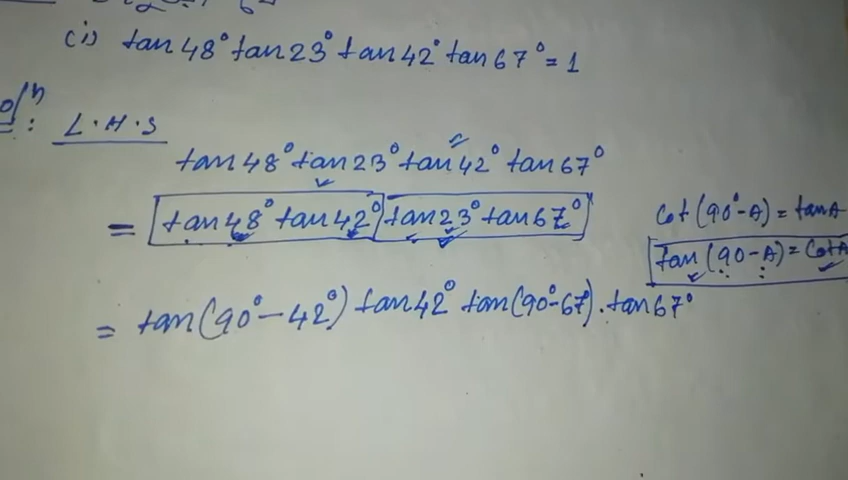 (i) tan 48° tan 23° tan 42° tan 67° = 1
L.H.S
tan 48° tan 23° tan 42° tan 67°
= tan 48° tan 42° tan 23° tan 67°
cot (90° - A) = tan A
tan (90 - A) = cot A
= tan (90° - 42°) tan 42° tan (90° - 67°) . tan 67°